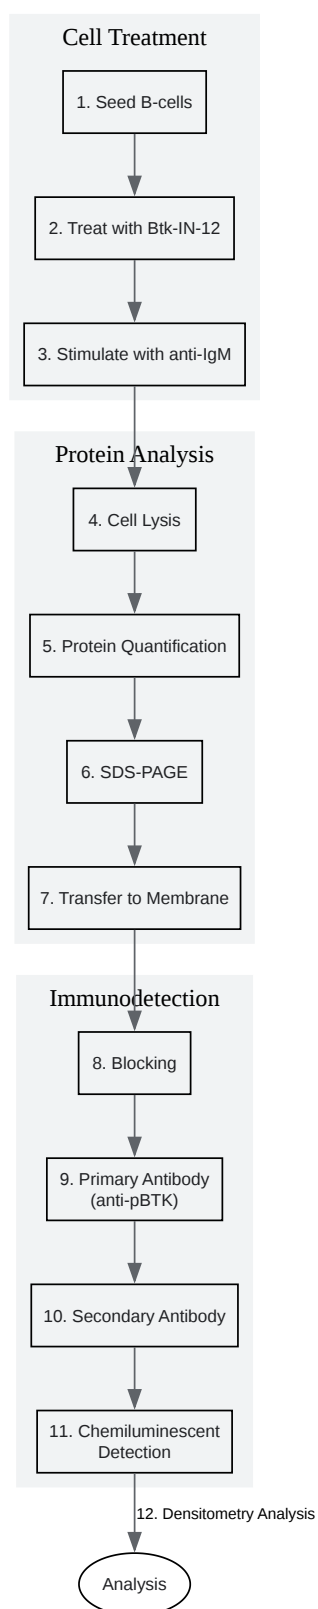 Cell Treatment
1. Seed B-cells
2. Treat with Btk-IN-12
3. Stimulate with anti-IgM
Protein Analysis
4. Cell Lysis
5. Protein Quantification
6. SDS-PAGE
7. Transfer to Membrane
Immunodetection
8. Blocking
9. Primary Antibody
(anti-pBTK)
10. Secondary Antibody
11. Chemiluminescent
Detection
12. Densitometry Analysis
Analysis